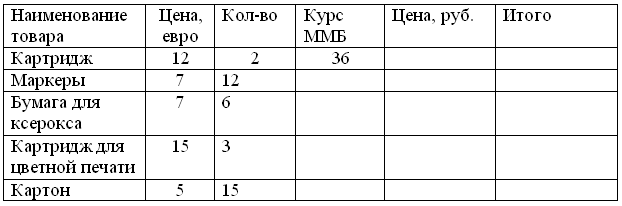 Наименование товара Цена, евро Кол-во Курс ММБ Цена, руб. Итого
Картридж 12 2 36
Маркеры 7 12
Бумага для ксерокса 7 6
Картридж для цветной печати 15 3
Картон 5 15